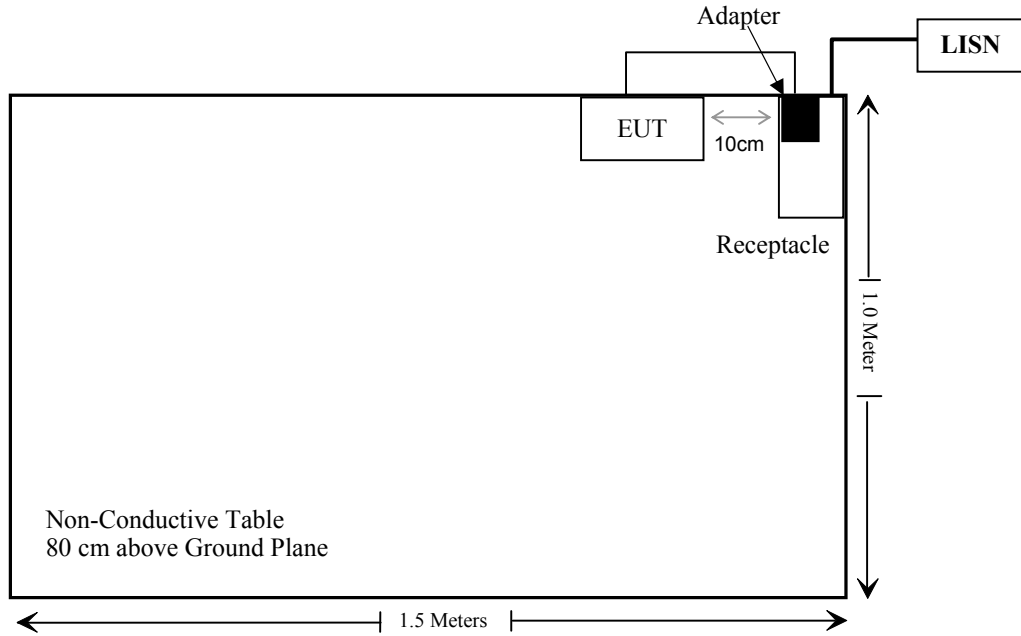 Adapter
LISN
EUT
10cm
Receptacle
1.0 Meter
Non-Conductive Table
80 cm above Ground Plane
1.5 Meters